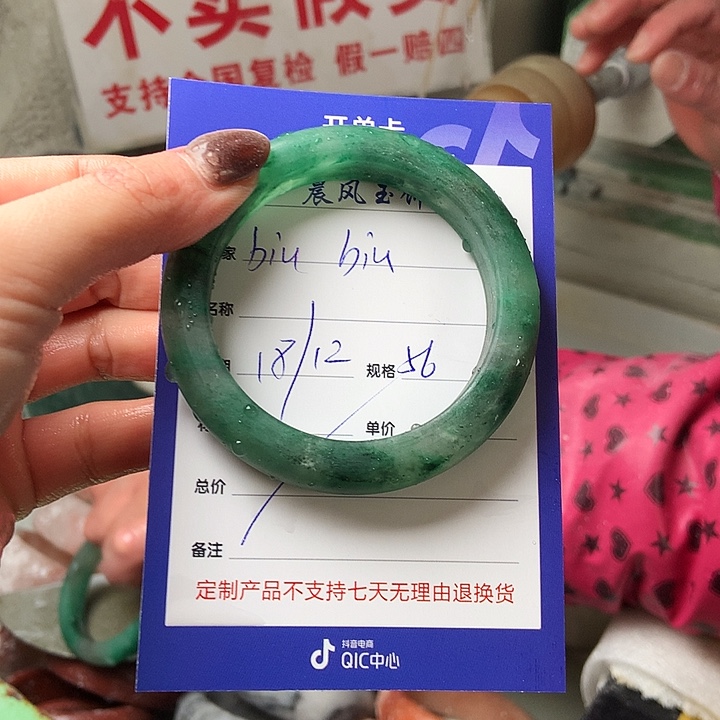 不卖假货
支持全国复检 假一赔四
开单卡
晨风玉
家 biu biu
名称
18/12 规格 56
单价
总价
备注
定制产品不支持七天无理由退换货
抖音电商
QIC中心